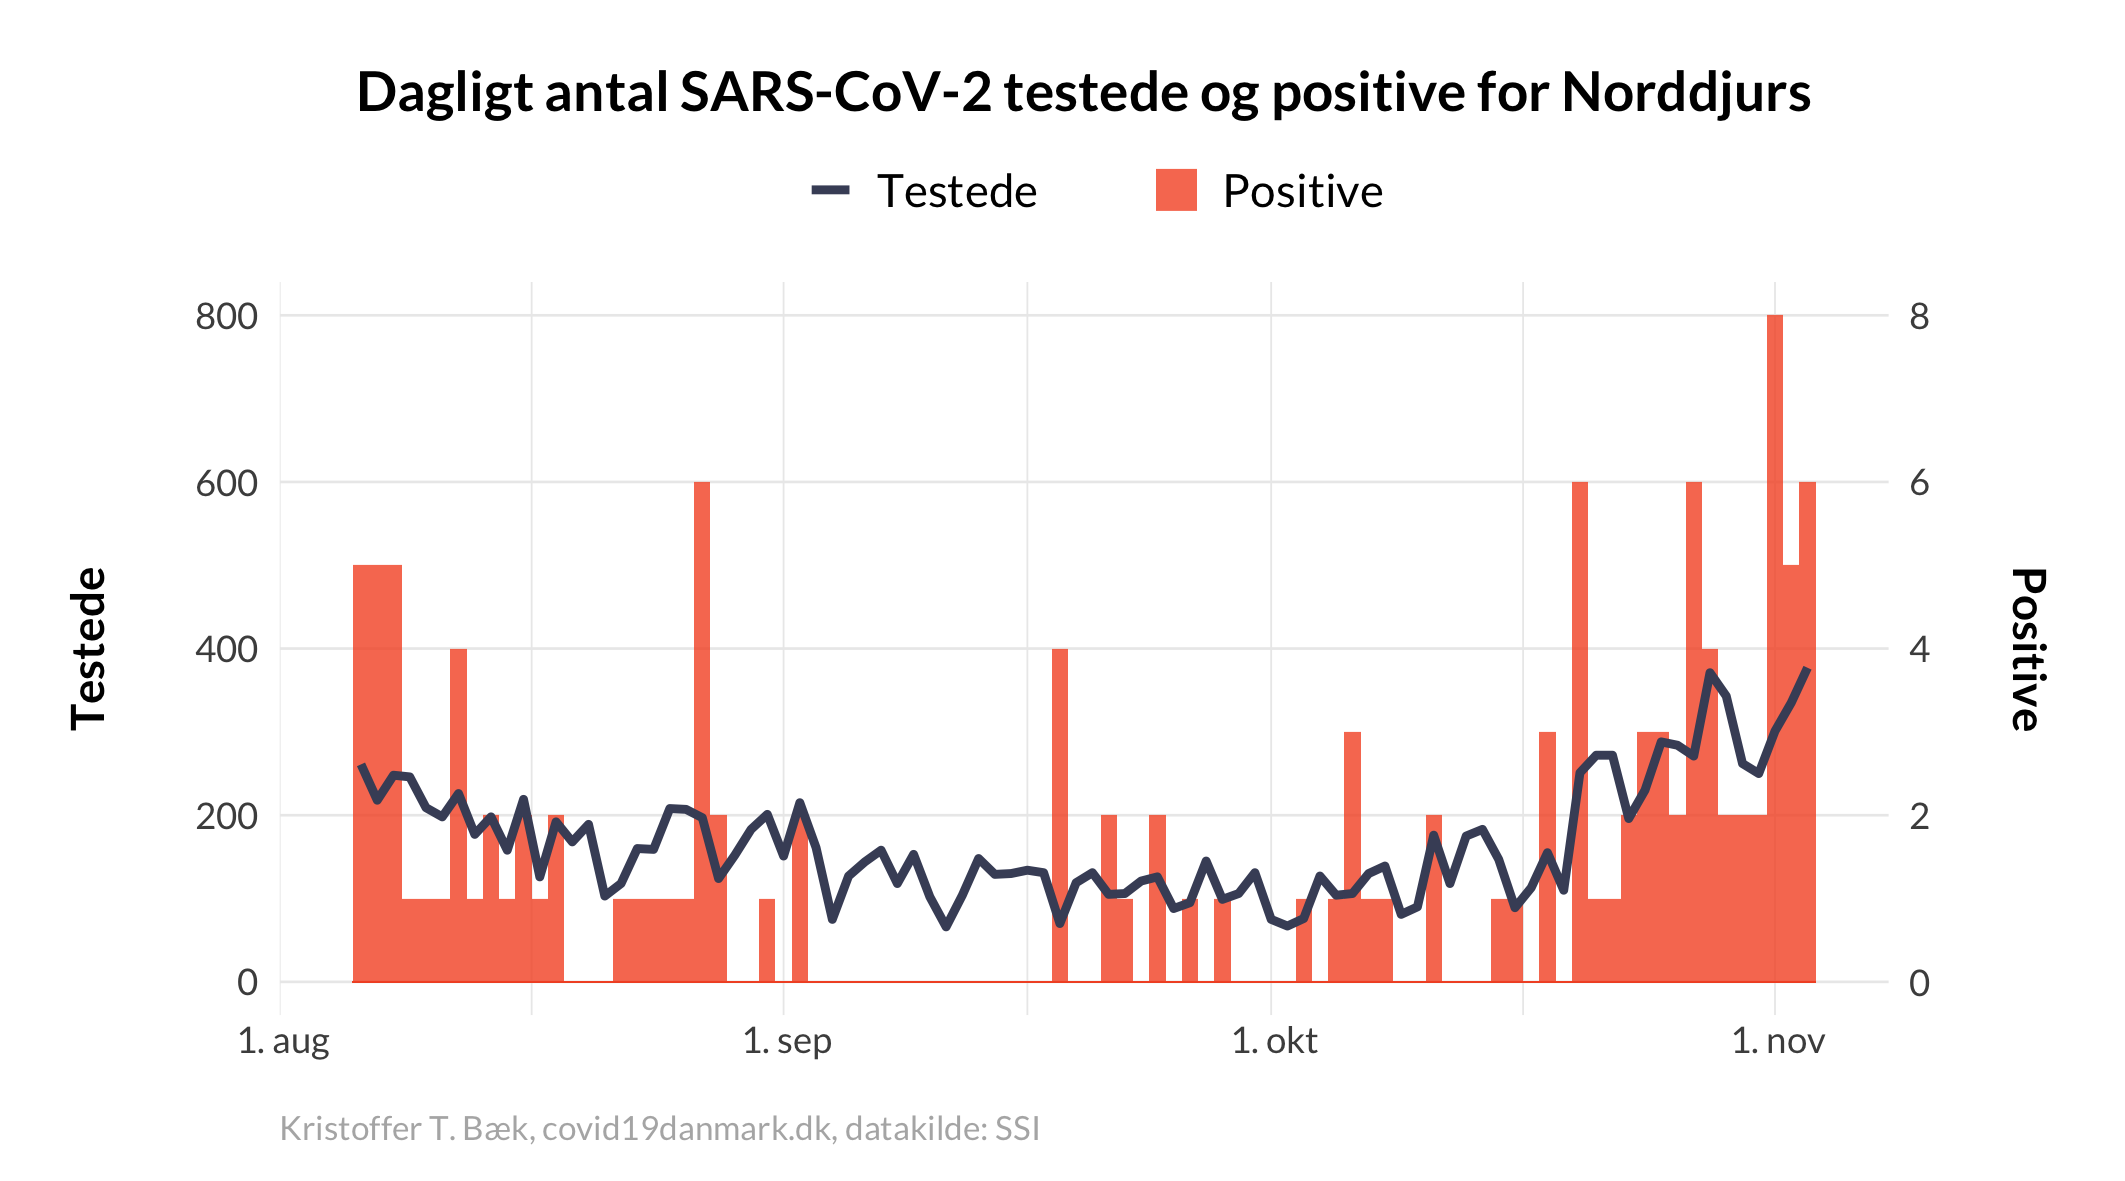 Dagligt antal SARS-CoV-2 testede og positive for Norddjurs
Testede Positive
800 8
600 6
400 4
200 2
0 0
Testede
Positive
1. aug 1. sep 1. okt 1. nov
Kristoffer T. Bæk, covid19danmark.dk, datakilde: SSI